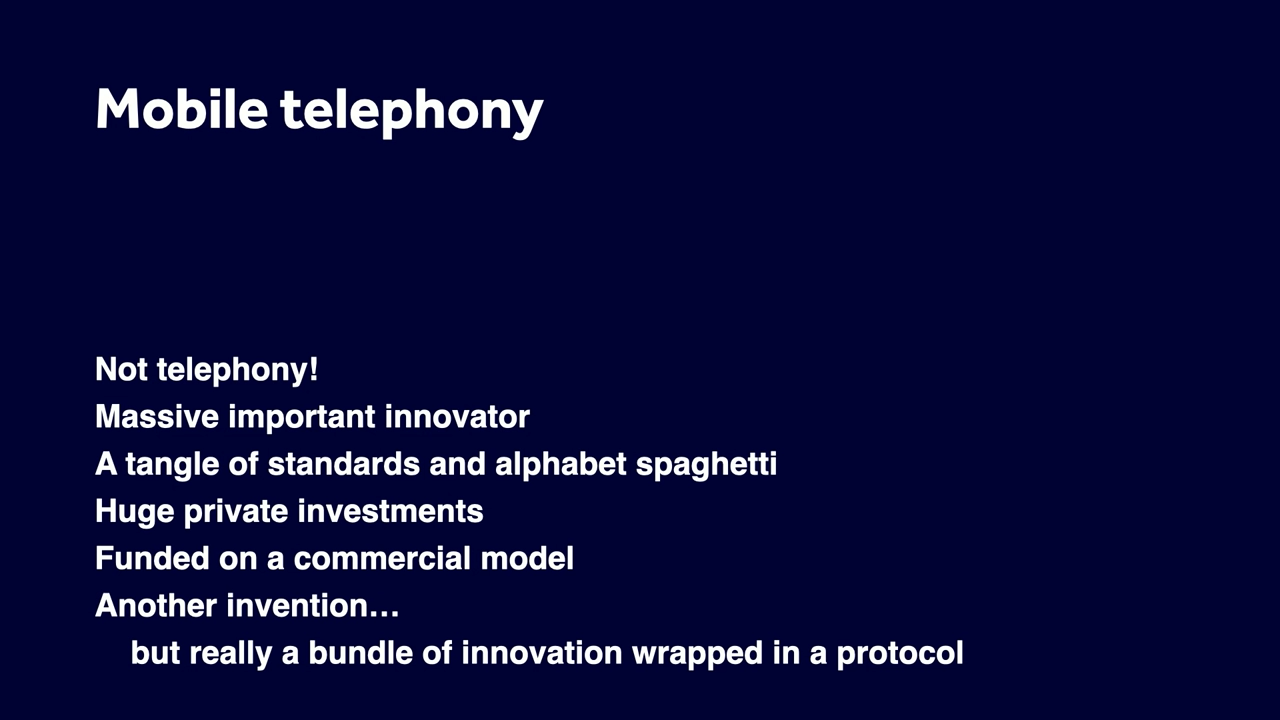 Mobile telephony
Not telephony!
Massive important innovator
A tangle of standards and alphabet spaghetti
Huge private investments
Funded on a commercial model
Another invention…
but really a bundle of innovation wrapped in a protocol